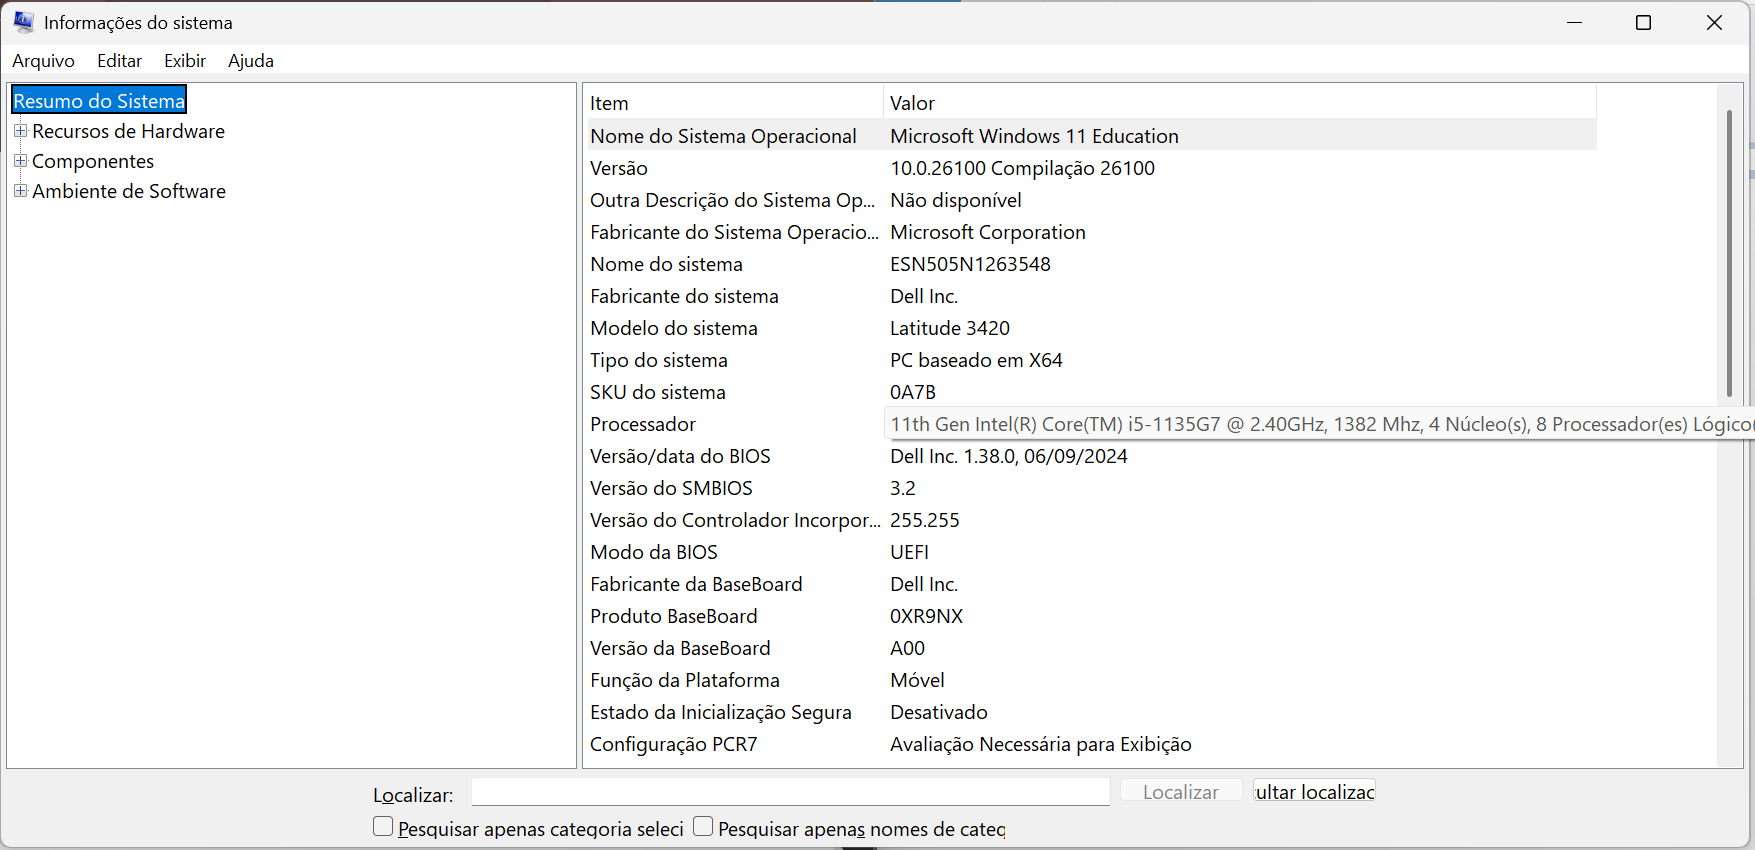 Informações do sistema
Arquivo Editar Exibir Ajuda
Resumo do Sistema
Recursos de Hardware
Componentes
Ambiente de Software
Item Valor
Nome do Sistema Operacional Microsoft Windows 11 Education
Versão 10.0.26100 Compilação 26100
Outra Descrição do Sistema Op... Não disponível
Fabricante do Sistema Operacio... Microsoft Corporation
Nome do sistema ESN505N1263548
Fabricante do sistema Dell Inc.
Modelo do sistema Latitude 3420
Tipo do sistema PC baseado em X64
SKU do sistema 0A7B
Processador 11th Gen Intel(R) Core(TM) i5-1135G7 @ 2.40GHz, 1382 Mhz, 4 Núcleo(s), 8 Processador(es) Lógico(
Versão/data do BIOS Dell Inc. 1.38.0, 06/09/2024
Versão do SMBIOS 3.2
Versão do Controlador Incorpor... 255.255
Modo da BIOS UEFI
Fabricante da BaseBoard Dell Inc.
Produto BaseBoard 0XR9NX
Versão da BaseBoard A00
Função da Plataforma Móvel
Estado da Inicialização Segura Desativado
Configuração PCR7 Avaliação Necessária para Exibição
Localizar: Localizar ultar localizac
Pesquisar apenas categoria seleci Pesquisar apenas nomes de categ